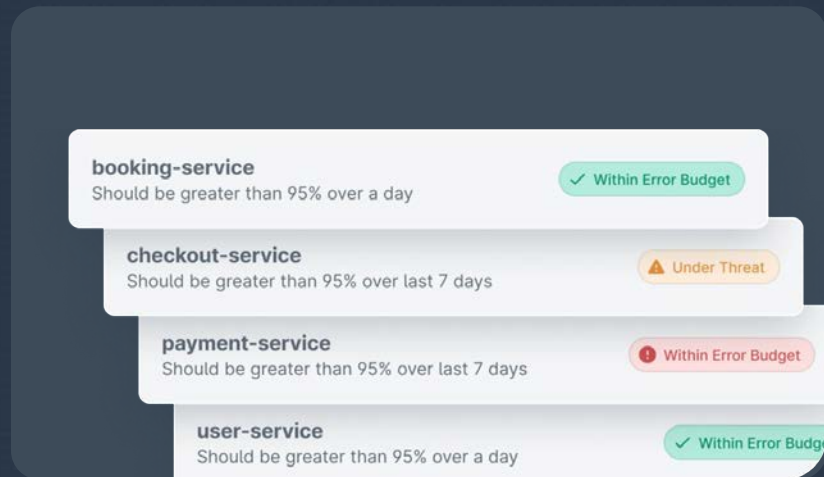 booking-service
Should be greater than 95% over a day
Within Error Budget
checkout-service
Should be greater than 95% over last 7 days
Under Threat
payment-service
Should be greater than 95% over last 7 days
Within Error Budget
user-service
Should be greater than 95% over a day
Within Error